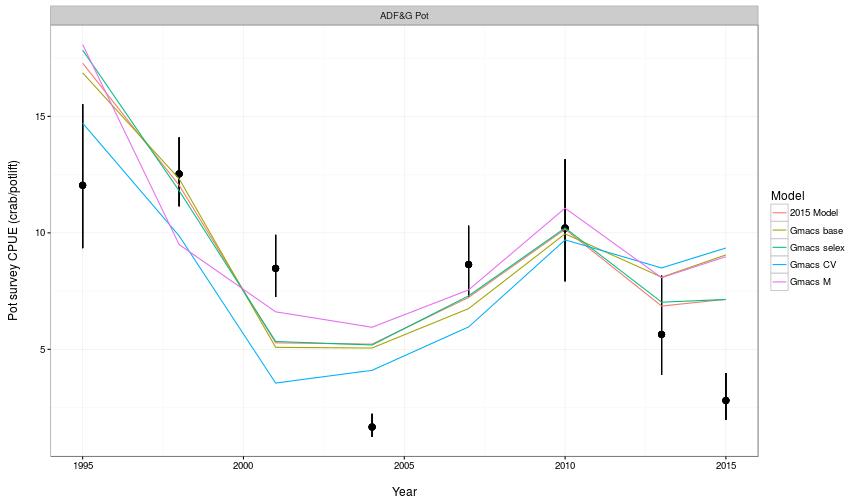 ADF&G Pot
Pot survey CPUE (crab/potlift)
15
10
5
1995
2000
2005
2010
2015
Year
Model
2015 Model
Gmacs base
Gmacs selex
Gmacs CV
Gmacs M